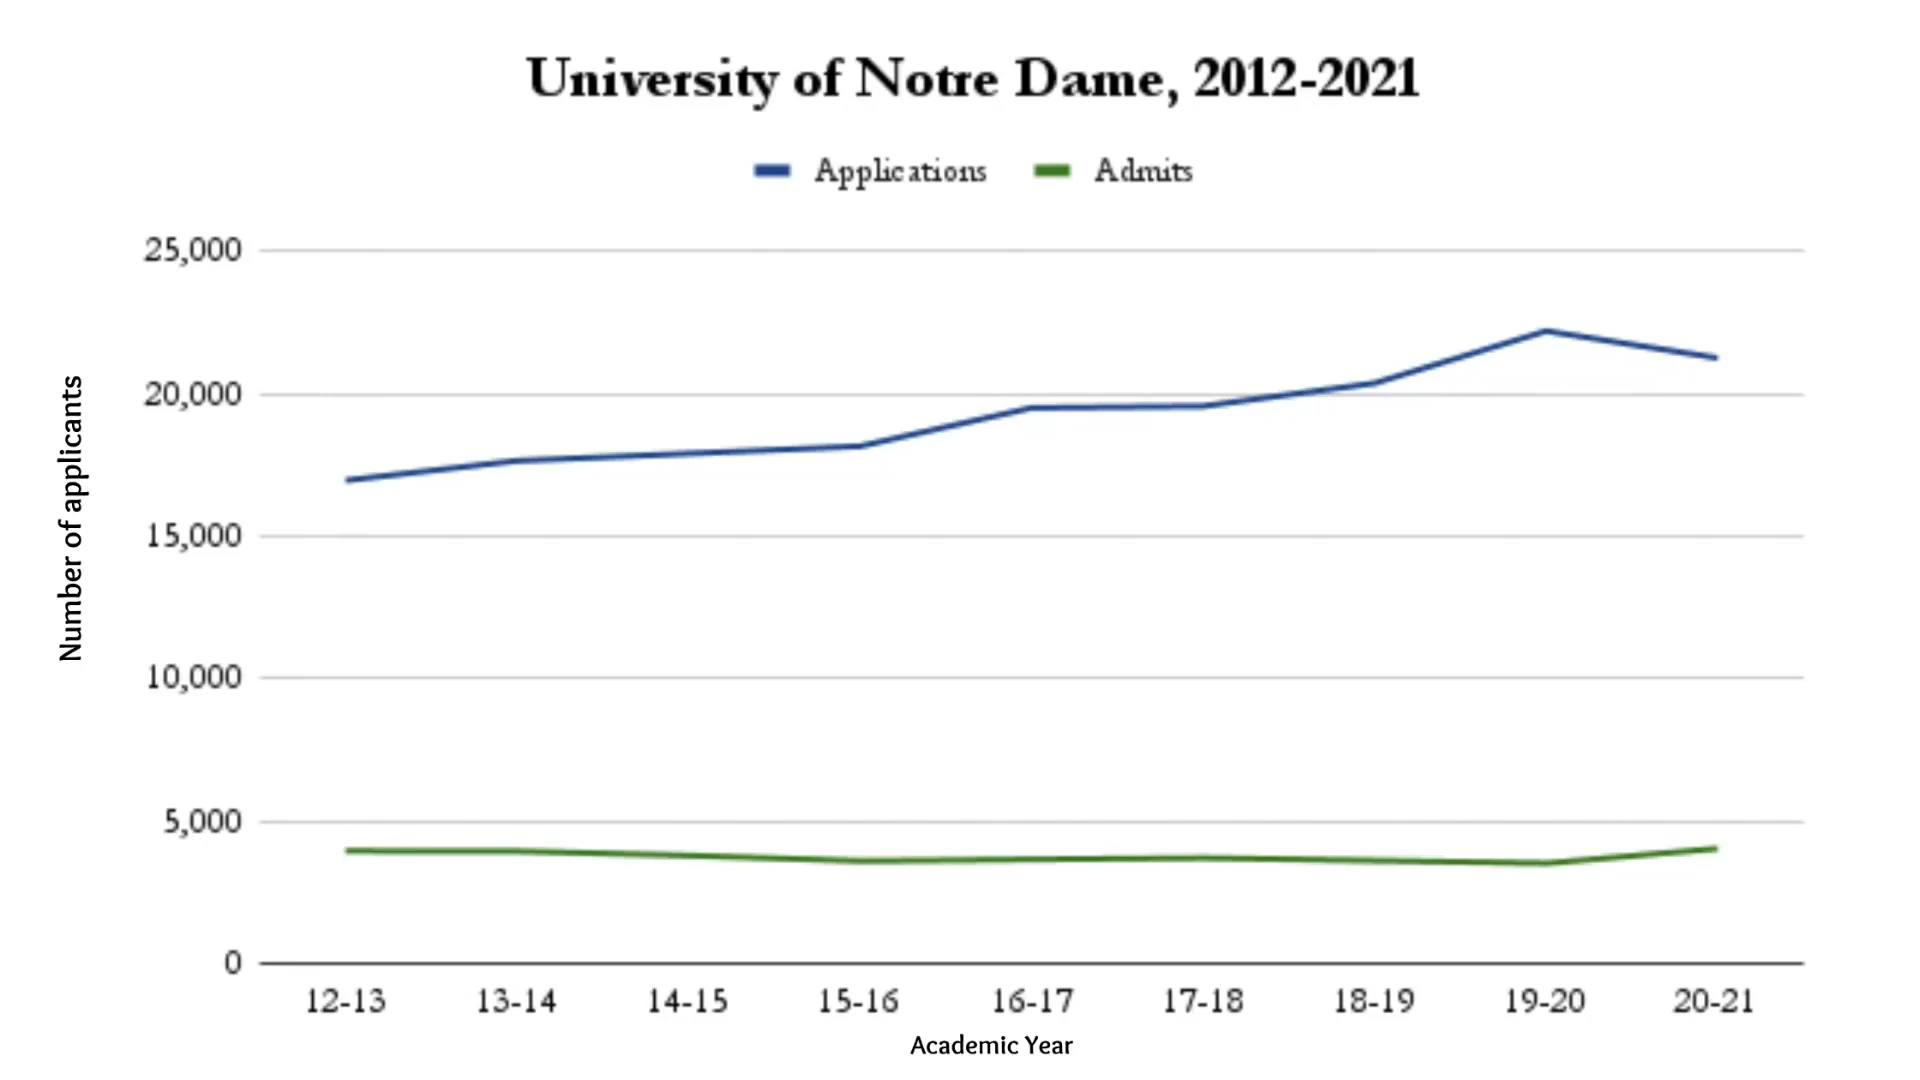 University of Notre Dame, 2012-2021
Applications Admits
25,000
20,000
15,000
10,000
5,000
0
Number of applicants
12-13 13-14 14-15 15-16 16-17 17-18 18-19 19-20 20-21
Academic Year